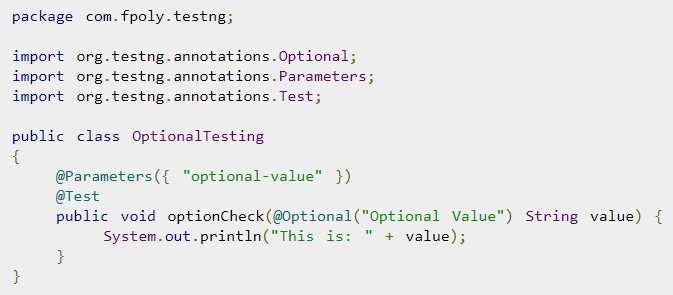 package com.fpoly.testng;
import org.testng.annotations.Optional;
import org.testng.annotations.Parameters;
import org.testng.annotations.Test;
public class OptionalTesting
{
@Parameters({ "optional-value" })
@Test
public void optionCheck(@Optional("Optional Value") String value) {
System.out.println("This is: " + value);
}
}